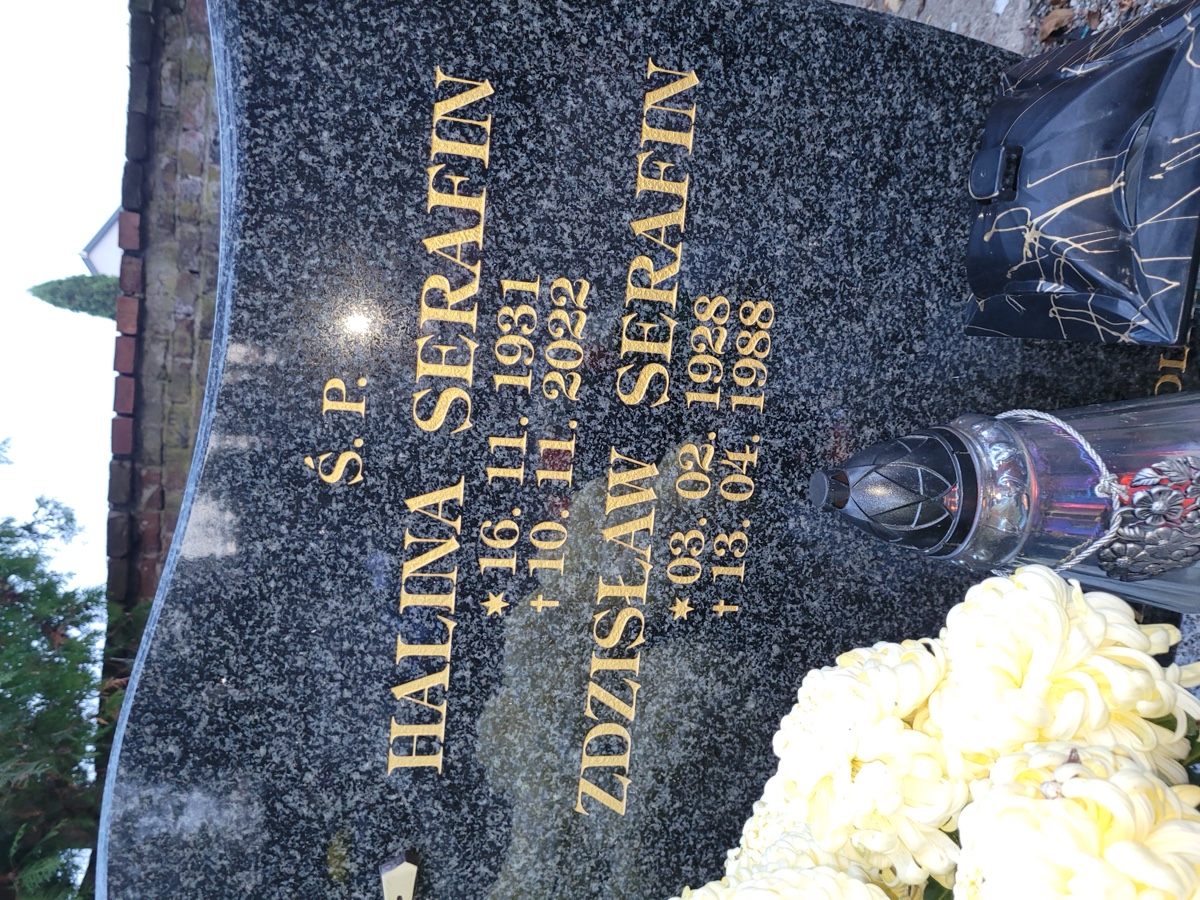 Ś. P.
HALINA SERAFIN
* 16. 11. 1931
† 10. 11. 2022
ZDZISŁAW SERAFIN
* 03. 02. 1928
† 13. 04. 1988